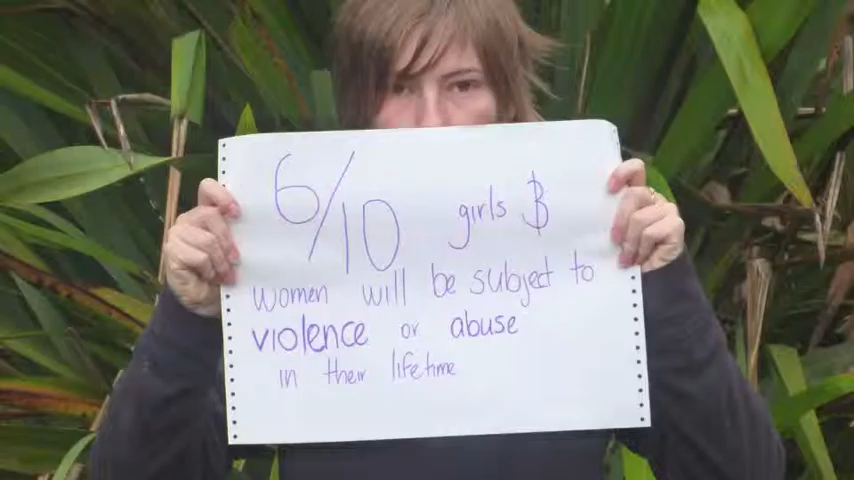 6/10 girls &
women will be subject to
violence or abuse
in their lifetime